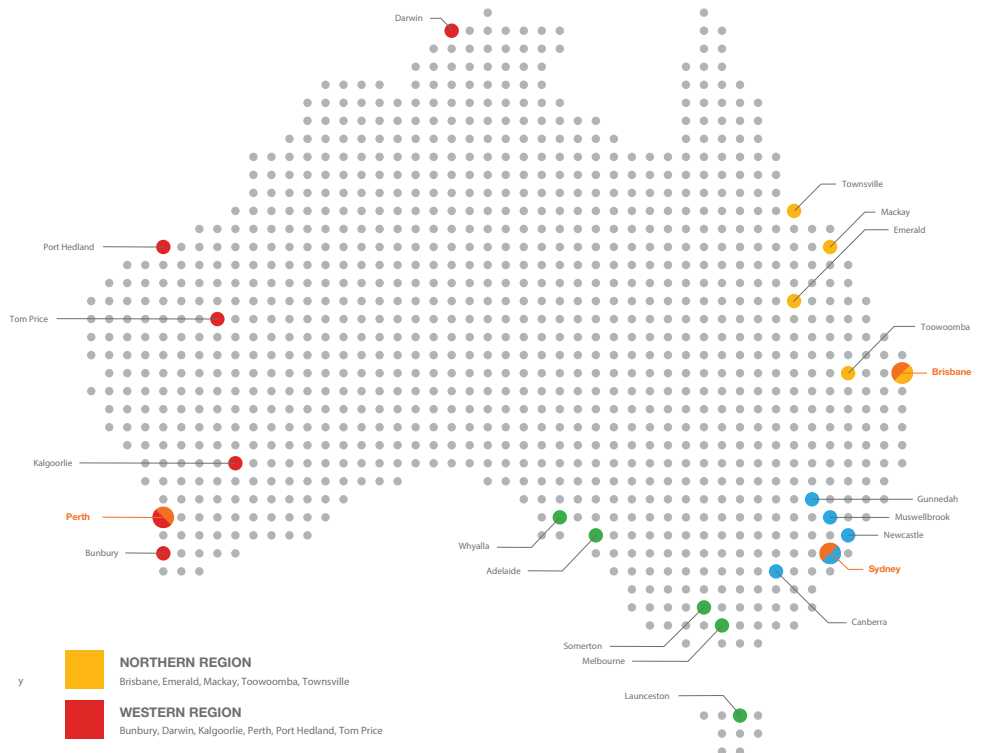 Darwin
Townsville
Mackay
Emerald
Port Hedland
Tom Price
Toowoomba
Brisbane
Kalgoorlie
Gunnedah
Perth
Muswellbrook
Newcastle
Whyalla
Bunbury
Adelaide
Sydney
Canberra
Somerton
Melbourne
NORTHERN REGION
y
Brisbane, Emerald, Mackay, Toowoomba, Townsville
Launceston
WESTERN REGION
Bunbury, Darwin, Kalgoorlie, Perth, Port Hedland, Tom Price